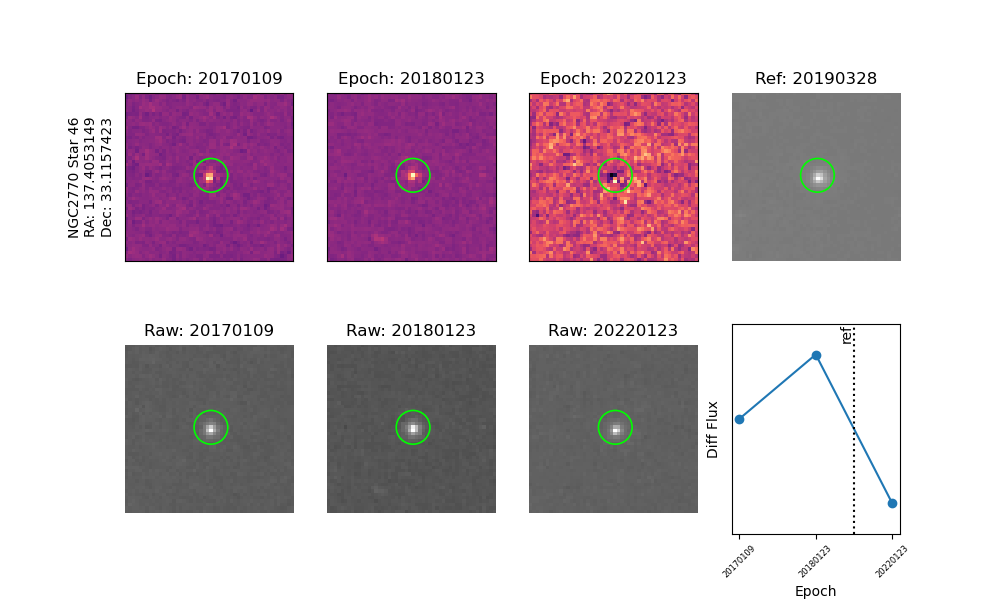 NGC2770 Star 46
RA: 137.4053149
Dec: 33.1157423
Epoch: 20170109
Epoch: 20180123
Epoch: 20220123
Ref: 20190328
Raw: 20170109
Raw: 20180123
Raw: 20220123
ref
Diff Flux
20170109
20180123
20220123
Epoch